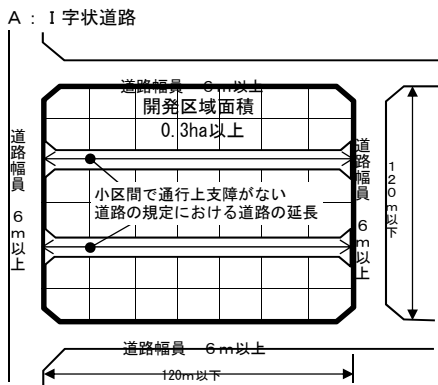 A：I字状道路
道路幅員　6m以上
開発区域面積
0.3ha以上
道路幅員　6m以上
道路幅員　6m以上
120m以下
小区間で通行上支障がない
道路の規定における道路の延長
道路幅員　6m以上
120m以下